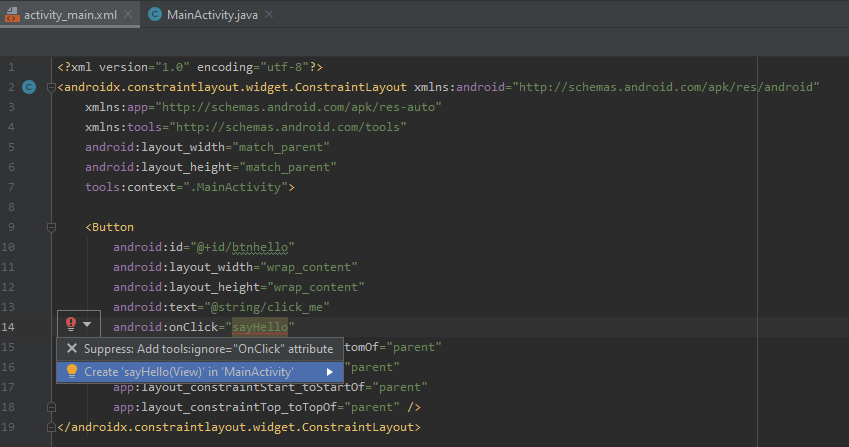 activity_main.xml
MainActivity.java
1 <?xml version="1.0" encoding="utf-8"?>
2 <androidx.constraintlayout.widget.ConstraintLayout xmlns:android="http://schemas.android.com/apk/res/android"
3 xmlns:app="http://schemas.android.com/apk/res-auto"
4 xmlns:tools="http://schemas.android.com/tools"
5 android:layout_width="match_parent"
6 android:layout_height="match_parent"
7 tools:context=".MainActivity">
8
9 <Button
10 android:id="@+id/btnhello"
11 android:layout_width="wrap_content"
12 android:layout_height="wrap_content"
13 android:text="@string/click_me"
14 android:onClick="sayHello"
15 tomOf="parent"
Suppress: Add tools:ignore="OnClick" attribute
16 ="parent"
Create 'sayHello(View)' in 'MainActivity'
17 app:layout_constraintStart_toStartOf="parent"
18 app:layout_constraintTop_toTopOf="parent" />
19 </androidx.constraintlayout.widget.ConstraintLayout>